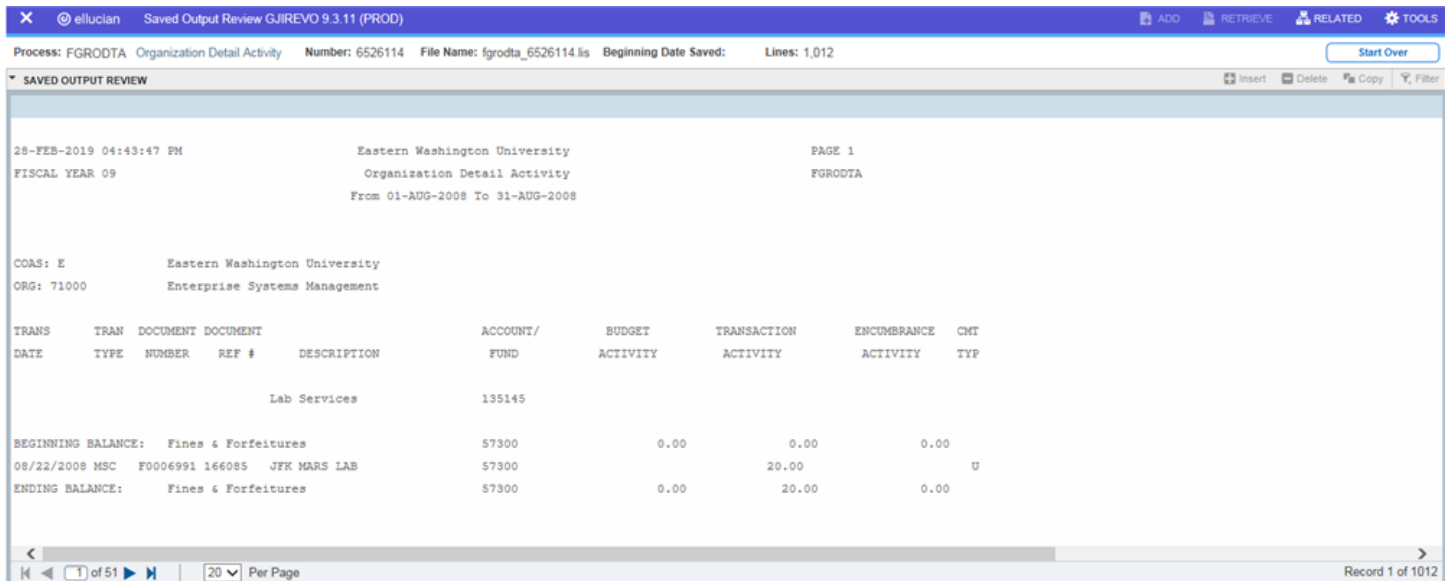 ellucian Saved Output Review GJIREVO 9.3.11 (PROD) ADD RETRIEVE RELATED TOOLS
Process: FGRODTA Organization Detail Activity Number: 6526114 File Name: fgrodta_6526114.lis Beginning Date Saved: Lines: 1,012 Start Over
SAVED OUTPUT REVIEW Insert Delete Copy Filter
28-FEB-2019 04:43:47 PM Eastern Washington University PAGE 1
FISCAL YEAR 09 Organization Detail Activity FGRODTA
From 01-AUG-2008 To 31-AUG-2008
COAS: E Eastern Washington University
ORG: 71000 Enterprise Systems Management
TRANS TRAN DOCUMENT DOCUMENT ACCOUNT/ BUDGET TRANSACTION ENCUMBRANCE CMT
DATE TYPE NUMBER REF # DESCRIPTION FUND ACTIVITY ACTIVITY ACTIVITY TYP
Lab Services 135145
BEGINNING BALANCE: Fines & Forfeitures 57300 0.00 0.00 0.00
08/22/2008 MSC F0006991 166085 JFK MARS LAB 57300 20.00 U
ENDING BALANCE: Fines & Forfeitures 57300 0.00 20.00 0.00
1 of 51 20 Per Page Record 1 of 1012